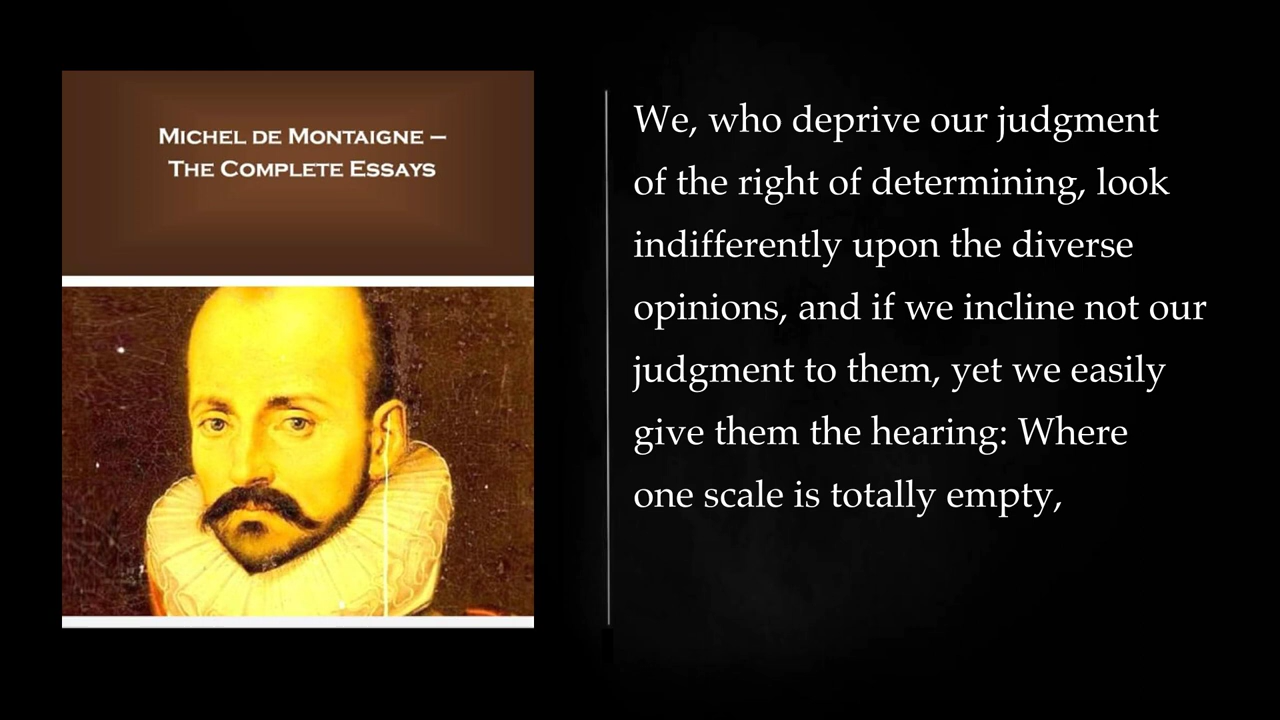 MICHEL DE MONTAIGNE –
THE COMPLETE ESSAYS
We, who deprive our judgment
of the right of determining, look
indifferently upon the diverse
opinions, and if we incline not our
judgment to them, yet we easily
give them the hearing: Where
one scale is totally empty,